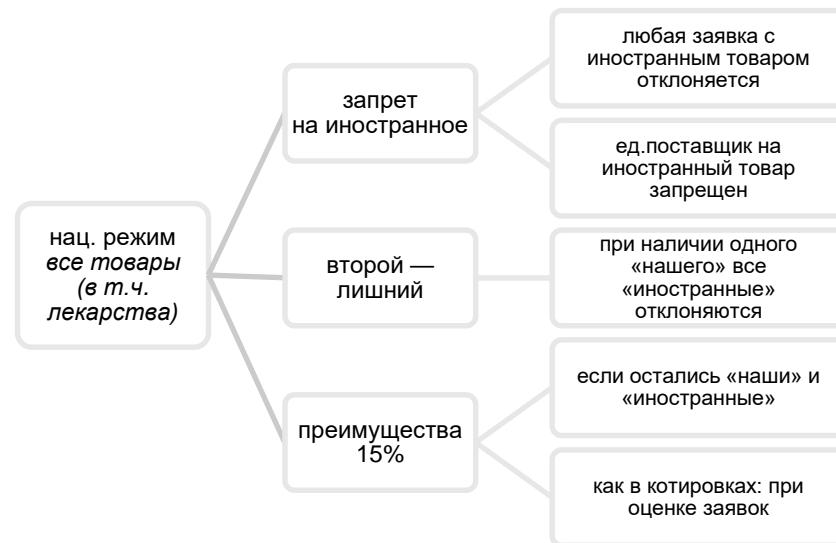 нац. режим
все товары
(в т.ч.
лекарства)
запрет
на иностранное
любая заявка с
иностранным товаром
отклоняется
ед.поставщик на
иностранный товар
запрещен
второй —
лишний
при наличии одного
«нашего» все
«иностранные»
отклоняются
преимущества
15%
если остались «наши» и
«иностранные»
как в котировках: при
оценке заявок